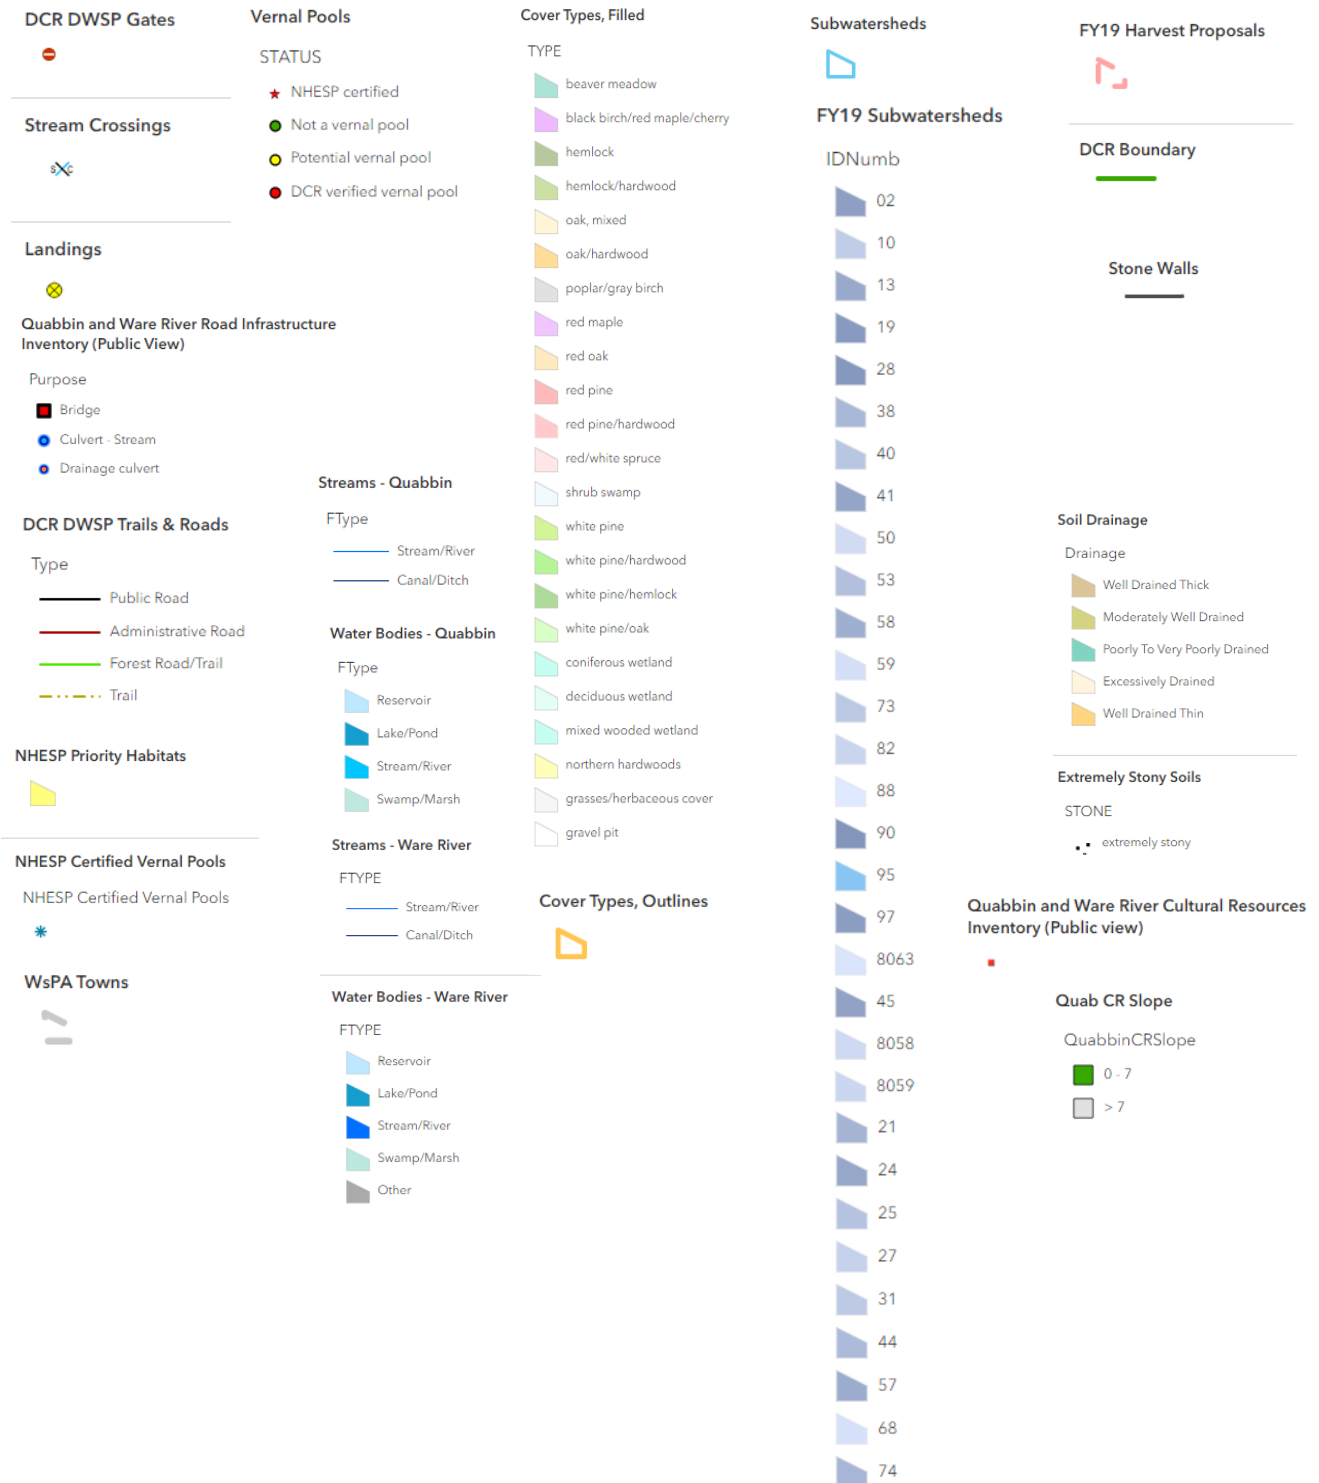 DCR DWSP Gates
Stream Crossings
Landings
Quabbin and Ware River Road Infrastructure
Inventory (Public View)
Purpose
Bridge
Culvert - Stream
Drainage culvert
DCR DWSP Trails & Roads
Type
Public Road
Administrative Road
Forest Road/Trail
Trail
NHESP Priority Habitats
NHESP Certified Vernal Pools
NHESP Certified Vernal Pools
WsPA Towns
Vernal Pools
STATUS
NHESP certified
Not a vernal pool
Potential vernal pool
DCR verified vernal pool
Streams - Quabbin
FType
Stream/River
Canal/Ditch
Water Bodies - Quabbin
FType
Reservoir
Lake/Pond
Stream/River
Swamp/Marsh
Streams - Ware River
FTYPE
Stream/River
Canal/Ditch
Water Bodies - Ware River
FTYPE
Reservoir
Lake/Pond
Stream/River
Swamp/Marsh
Other
Cover Types, Filled
TYPE
beaver meadow
black birch/red maple/cherry
hemlock
hemlock/hardwood
oak, mixed
oak/hardwood
poplar/gray birch
red maple
red oak
red pine
red pine/hardwood
red/white spruce
shrub swamp
white pine
white pine/hardwood
white pine/hemlock
white pine/oak
coniferous wetland
deciduous wetland
mixed wooded wetland
northern hardwoods
grasses/herbaceous cover
gravel pit
Cover Types, Outlines
Subwatersheds
FY19 Subwatersheds
IDNumb
02
10
13
19
28
38
40
41
50
53
58
59
73
82
88
90
95
97
8063
45
8058
8059
21
24
25
27
31
44
57
68
74
FY19 Harvest Proposals
DCR Boundary
Stone Walls
Soil Drainage
Drainage
Well Drained Thick
Moderately Well Drained
Poorly To Very Poorly Drained
Excessively Drained
Well Drained Thin
Extremely Stony Soils
STONE
extremely stony
Quabbin and Ware River Cultural Resources
Inventory (Public view)
Quab CR Slope
QuabbinCRSlope
0 - 7
> 7